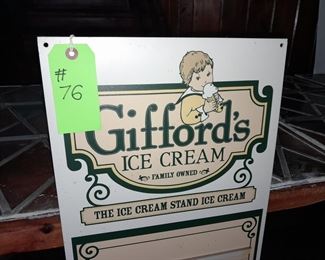 #
76
Gifford's
ICE CREAM
FAMILY OWNED
THE ICE CREAM STAND ICE CREAM